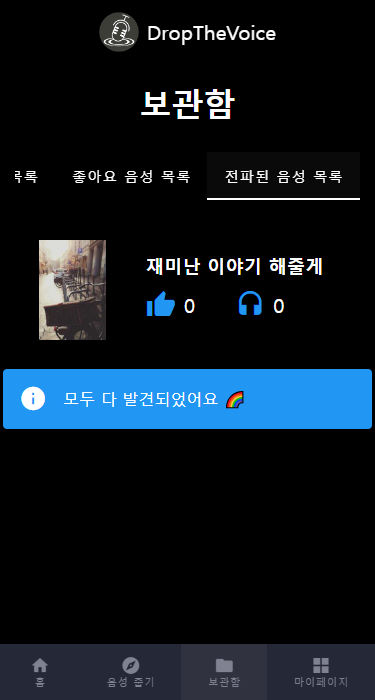 DropTheVoice
보관함
목록 좋아요 음성 목록 전파된 음성 목록
재미난 이야기 해줄게
0 0
모두 다 발견되었어요 🌈
홈 음성 줍기 보관함 마이페이지